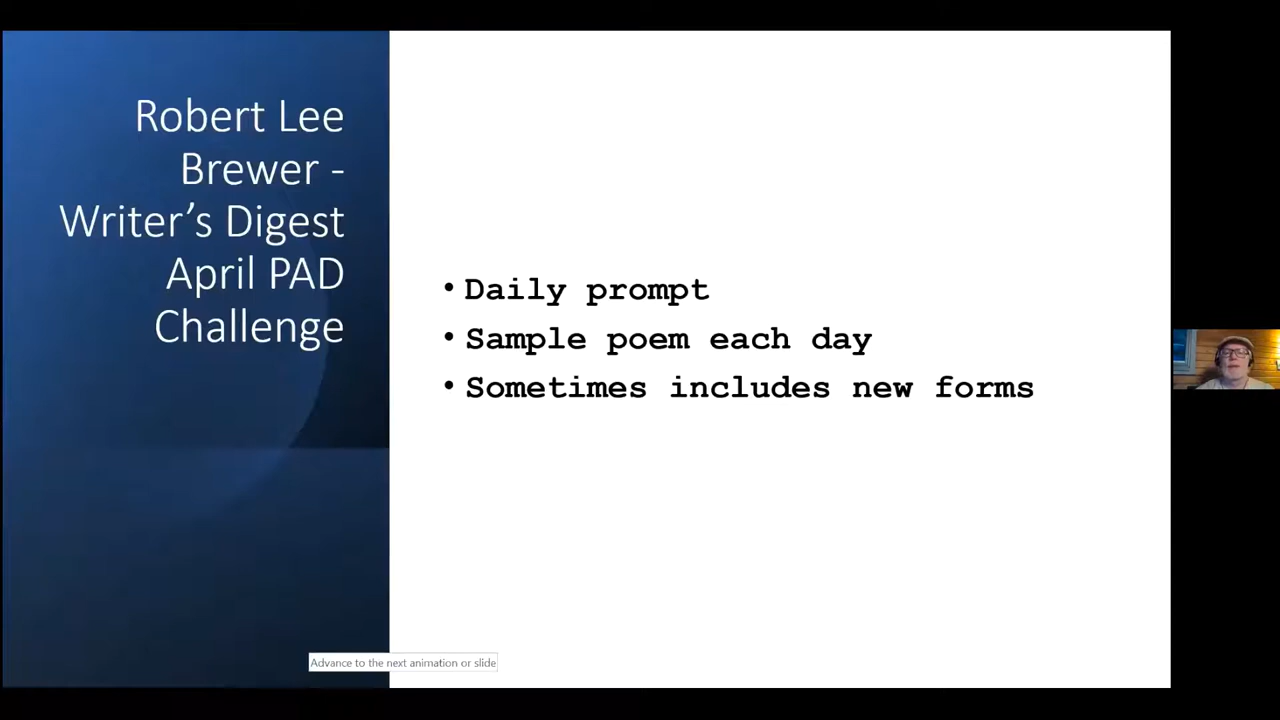 Robert Lee
Brewer -
Writer’s Digest
April PAD
Challenge
• Daily prompt
• Sample poem each day
• Sometimes includes new forms
Advance to the next animation or slide